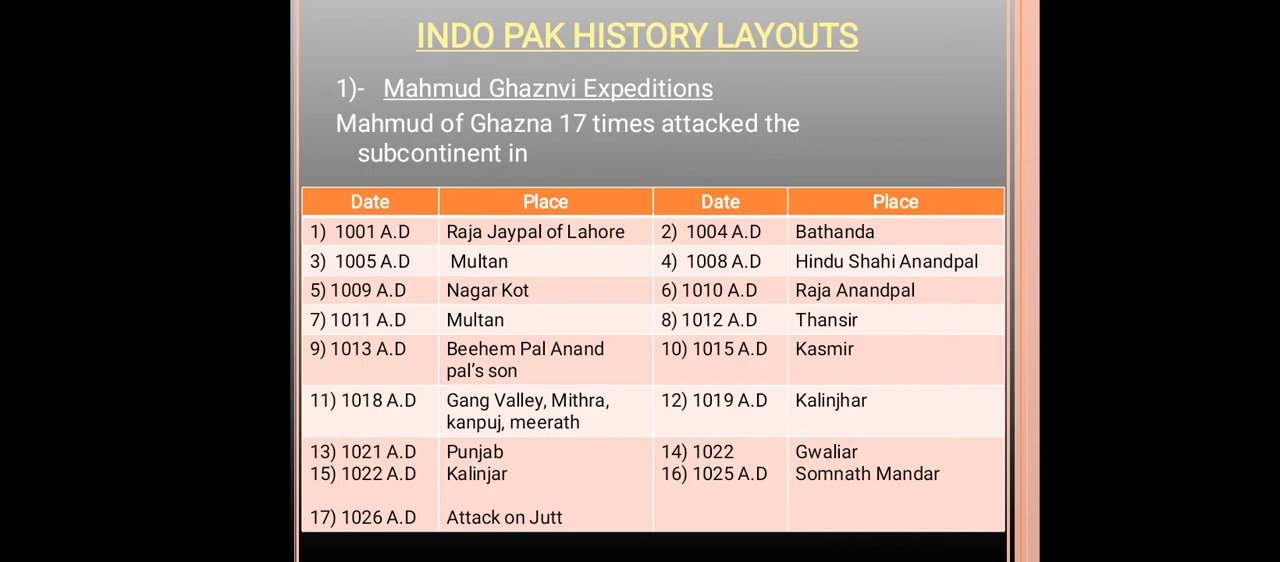 INDO PAK HISTORY LAYOUTS
1)- Mahmud Ghaznvi Expeditions
Mahmud of Ghazna 17 times attacked the
subcontinent in
Date Place Date Place
1) 1001 A.D Raja Jaypal of Lahore 2) 1004 A.D Bathanda
3) 1005 A.D Multan 4) 1008 A.D Hindu Shahi Anandpal
5) 1009 A.D Nagar Kot 6) 1010 A.D Raja Anandpal
7) 1011 A.D Multan 8) 1012 A.D Thansir
9) 1013 A.D Beehem Pal Anand 10) 1015 A.D Kasmir
pal's son
11) 1018 A.D Gang Valley, Mithra, 12) 1019 A.D Kalinjhar
kanpuj, meerath
13) 1021 A.D Punjab 14) 1022 Gwaliar
15) 1022 A.D Kalinjar 16) 1025 A.D Somnath Mandar
17) 1026 A.D Attack on Jutt